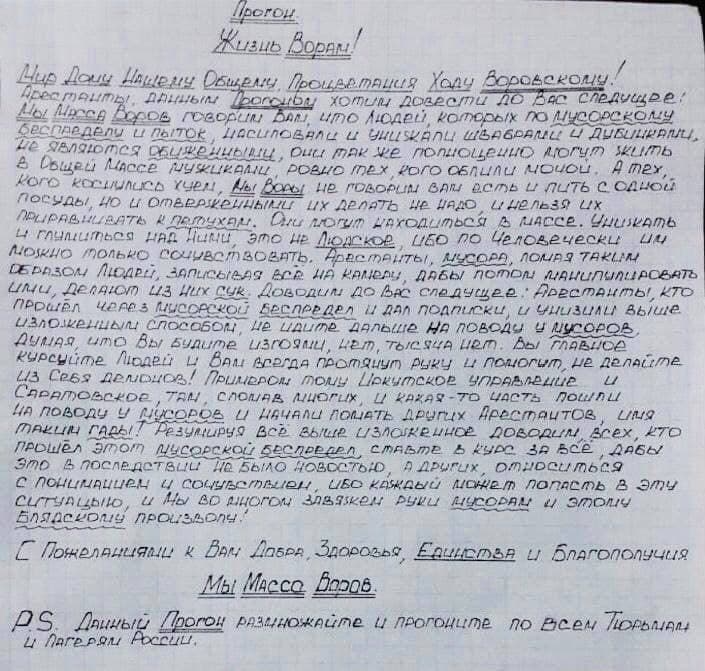 Прогон.
Жизнь Ворам!
Мир Дому Нашему Общему, Процветания Ходу Воровскому!
Арестанты, данным Прогоном хотим довести до Вас следущее:
Мы Масса Воров говорим Вам, что Людей, которых по мусорскому
беспределу и пыток, насиловали и унижали швабрами и дубинками,
не являются обиженными, они так же полноценно могут жить
в Общей Массе мужиками, ровно тех, кого облили мочой. А тех,
кого коснулись хуем, Мы Воры не говорим вам есть и пить с одной
посуды, но и отверженными их делать не надо, и нельзя их
приравнивать к петухам. Они могут находиться в массе. Унижать
и глумиться над Ними, это не Людское, ибо по Человечески им
можно только сочувствовать. Арестанты, мусора, ломая таким
образом Людей, записывая всё на камеру, дабы потом манипулировать
ими, делают из них сук. Доводим до Вас следущее: Арестанты, кто
прошёл через мусорской беспредел и дал подписки, и унизили выше
изложенным способом, не идите дальше на поводу у мусоров,
думая, что Вы будите изгоями, нет, тысяча нет. Вы главное
курсуйте Людей и Вам всегда протянут руку и помогут, не делайте
из Себя демонов! Примером тому Иркутское управление и
Саратовское, там, сломав многих, и какая-то часть пошли
на поводу у мусоров и начали ломать других Арестантов, имя
таким гады! Резумируя всё выше изложенное доводим, всех, кто
прошёл этот мусорской беспредел, ставте в курс за всё, дабы
это в последствии не было новостью, а других, относиться
с пониманием и сочувствием, ибо каждый может попасть в эту
ситуацыю, и Мы во многом завяжем руки мусорам и этому
Блядскому произволу!
С Пожеланиями к Вам Добра, Здоровья, Единства и Благополучия
Мы Масса Воров.
P.S. Данный Прогон размножайте и прогоните по всем Тюрьмам
и лагерям России.